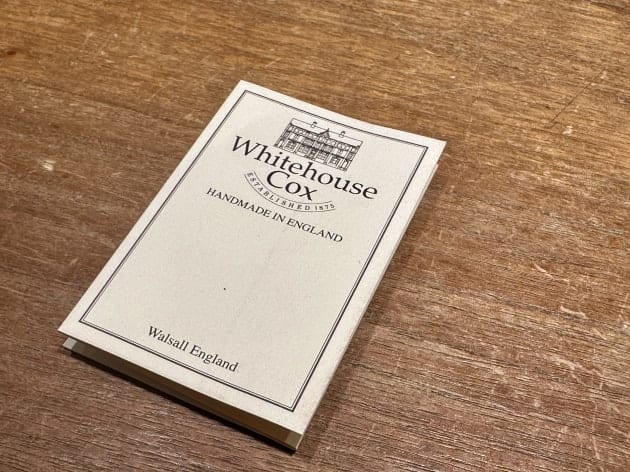 Whitehouse
Cox
ESTABLISHED 1875
HANDMADE IN ENGLAND
Walsall England